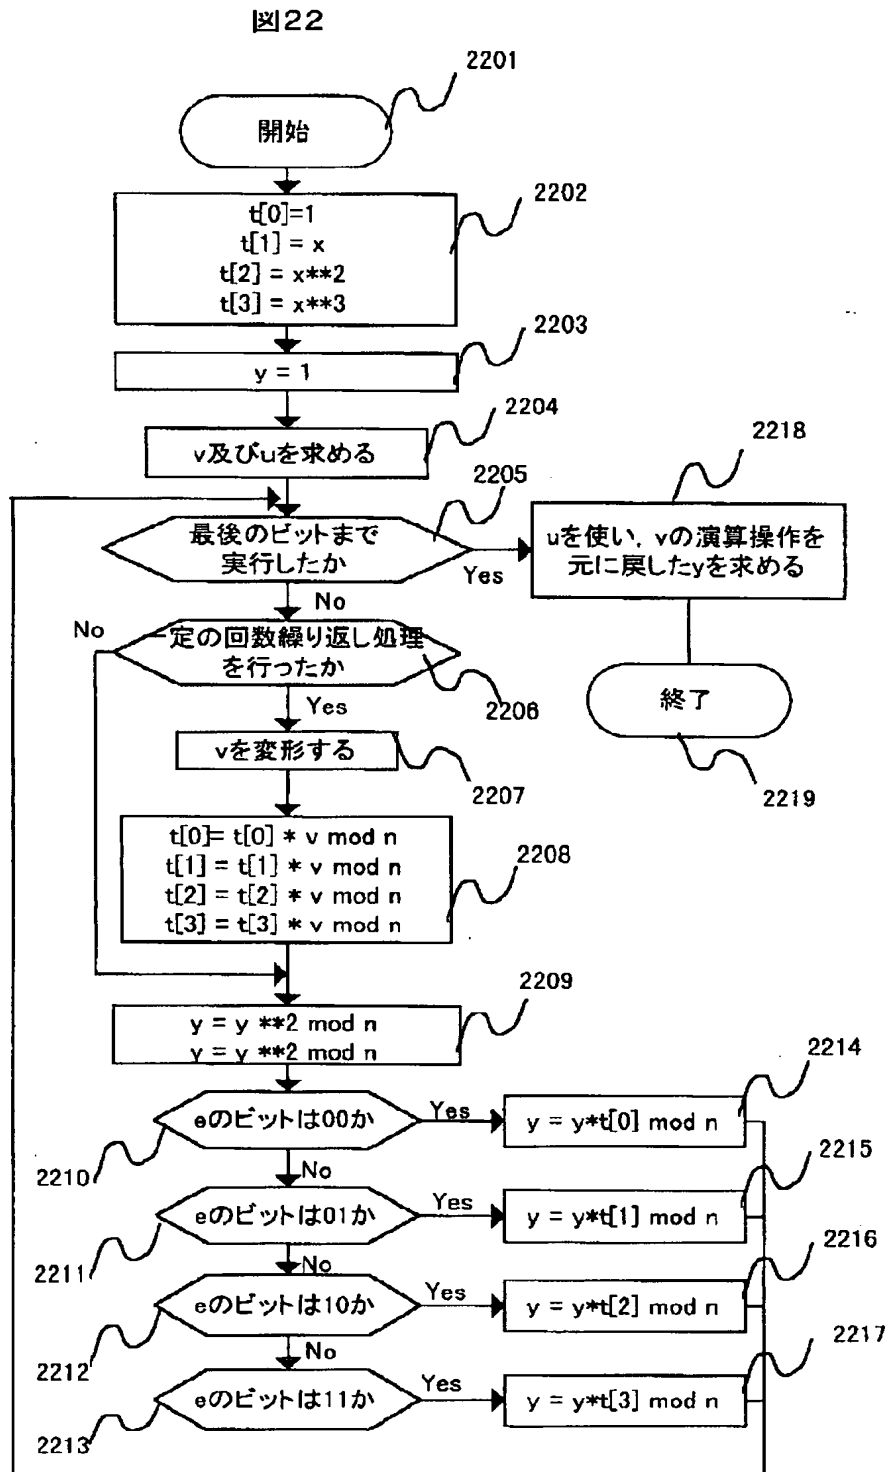 図22
2201
開始
2202
t[0]=1
t[1] = x
t[2] = x**2
t[3] = x**3
2203
y = 1
2204
v及びuを求める
2205
最後のビットまで
実行したか
Yes
2218
uを使い，vの演算操作を
元に戻したyを求める
No
No
一定の回数繰り返し処理
を行ったか
2206
終了
2219
Yes
vを変形する
2207
t[0]= t[0] * v mod n
t[1] = t[1] * v mod n
t[2] = t[2] * v mod n
t[3] = t[3] * v mod n
2208
2209
y = y **2 mod n
y = y **2 mod n
2210
eのビットは00か
Yes
y = y*t[0] mod n
2214
No
2211
eのビットは01か
Yes
y = y*t[1] mod n
2215
No
2212
eのビットは10か
Yes
y = y*t[2] mod n
2216
No
2213
eのビットは11か
Yes
y = y*t[3] mod n
2217